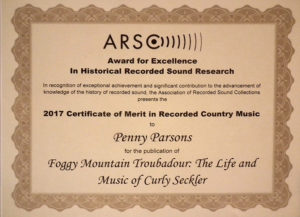 ARSC
Award for Excellence
In Historical Recorded Sound Research
In recognition of exceptional achievement and significant contribution to the advancement of
knowledge of the history of recorded sound, the Association of Recorded Sound Collections
presents the
2017 Certificate of Merit in Recorded Country Music
to
Penny Parsons
for the publication of
Foggy Mountain Troubadour: The Life and
Music of Curly Seckler